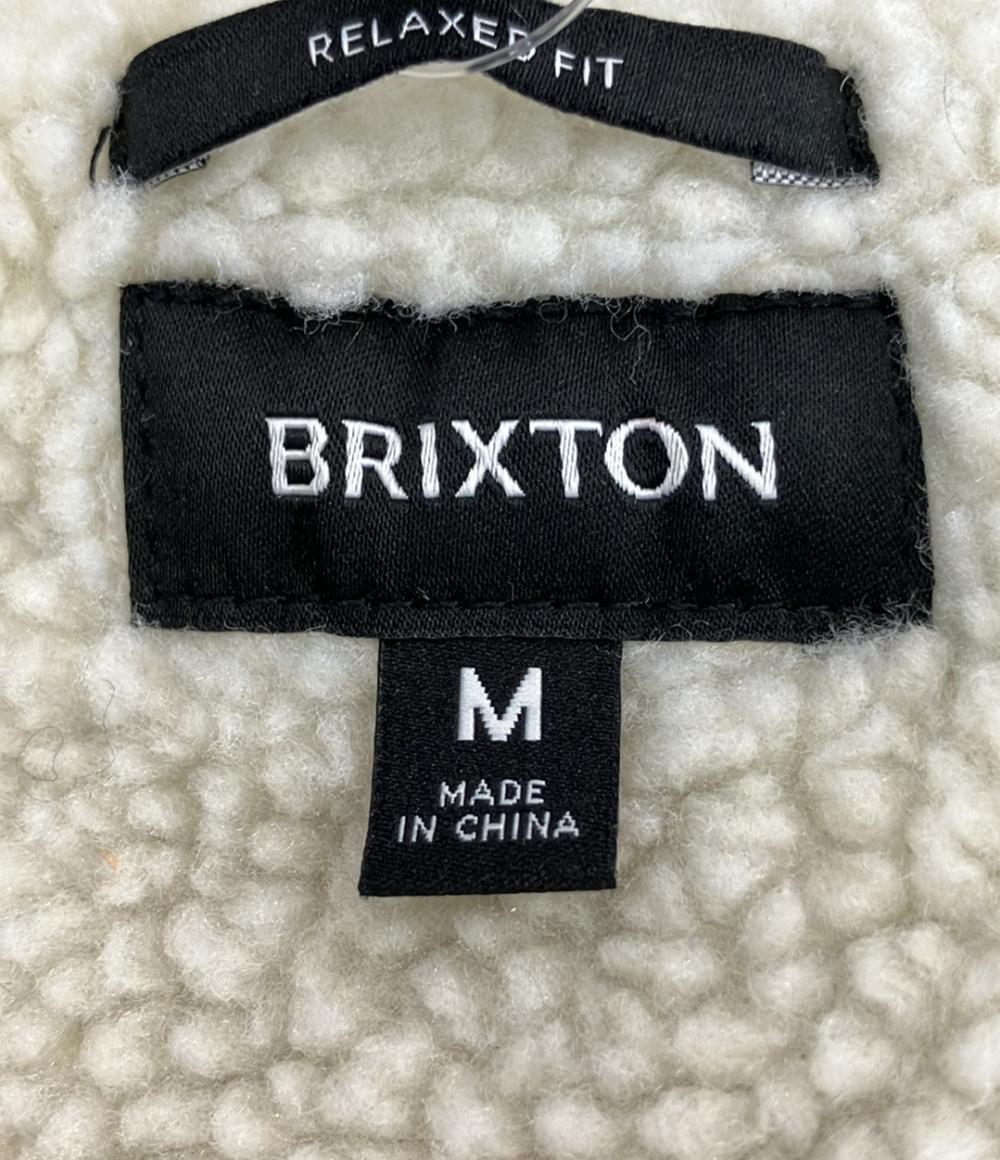 RELAXED FIT
BRIXTON
M
MADE
IN CHINA